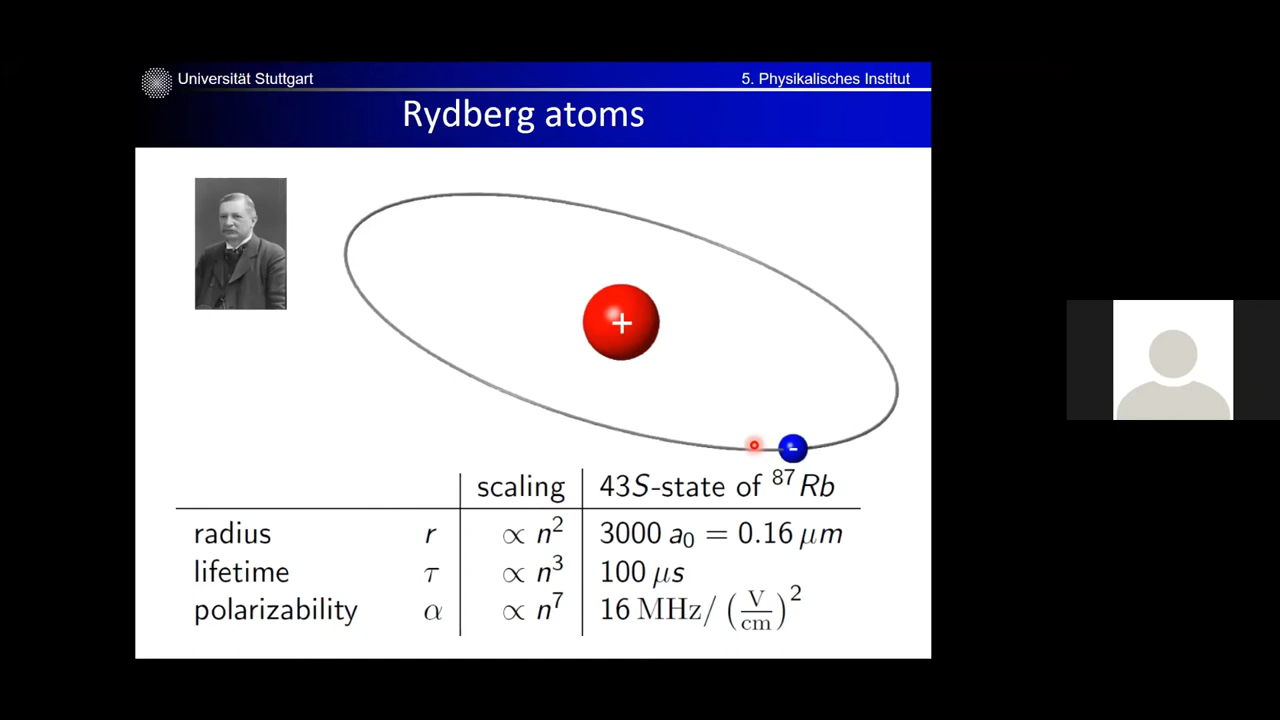 Universität Stuttgart
5. Physikalisches Institut
Rydberg atoms
+
-
scaling 43S-state of ⁸⁷Rb
radius r ∝ n² 3000 a₀ = 0.16 μm
lifetime τ ∝ n³ 100 μs
polarizability α ∝ n⁷ 16 MHz/(V/cm)²